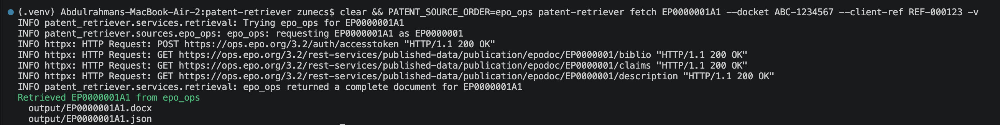 (.venv) Abdulrahmans-MacBook-Air-2:patent-retriever zunecs$ clear && PATENT_SOURCE_ORDER=epo_ops patent-retriever fetch EP0000001A1 --docket ABC-1234567 --client-ref REF-000123 -v
INFO patent_retriever.services.retrieval: Trying epo_ops for EP0000001A1
INFO patent_retriever.sources.epo_ops: epo_ops: requesting EP0000001A1 as EP0000001
INFO httpx: HTTP Request: POST https://ops.epo.org/3.2/auth/accesstoken "HTTP/1.1 200 OK"
INFO httpx: HTTP Request: GET https://ops.epo.org/3.2/rest-services/published-data/publication/epodoc/EP0000001/biblio "HTTP/1.1 200 OK"
INFO httpx: HTTP Request: GET https://ops.epo.org/3.2/rest-services/published-data/publication/epodoc/EP0000001/claims "HTTP/1.1 200 OK"
INFO httpx: HTTP Request: GET https://ops.epo.org/3.2/rest-services/published-data/publication/epodoc/EP0000001/description "HTTP/1.1 200 OK"
INFO patent_retriever.services.retrieval: epo_ops returned a complete document for EP0000001A1
Retrieved EP0000001A1 from epo_ops
output/EP0000001A1.docx
output/EP0000001A1.json